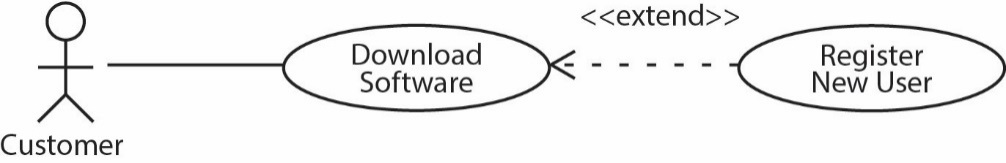 <<extend>>
Download
Software
Register
New User
Customer